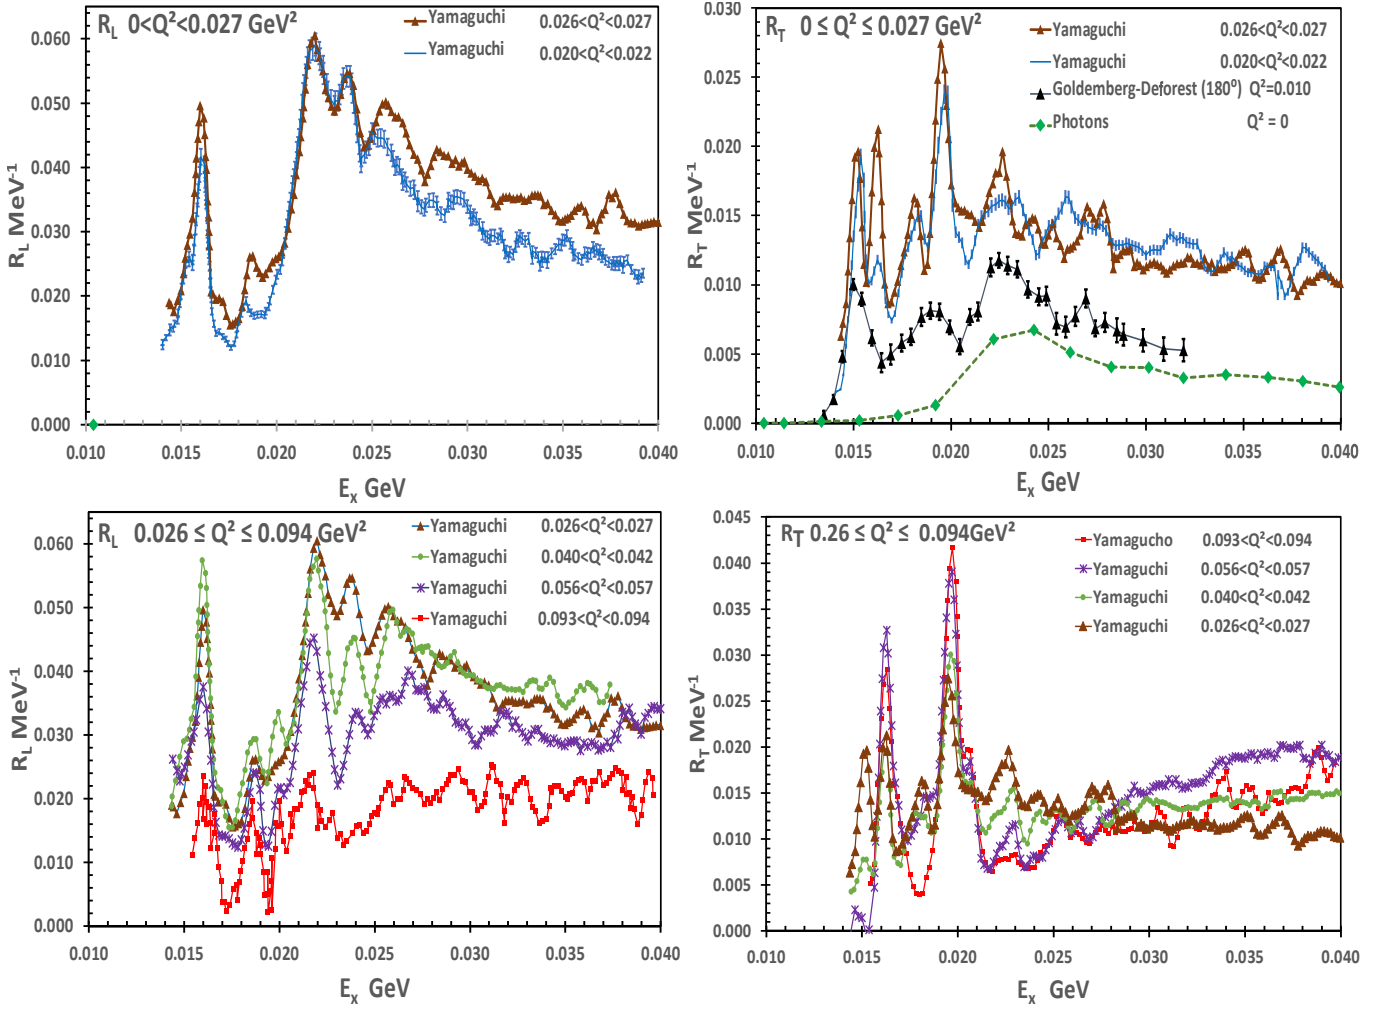 R_L 0<Q²<0.027 GeV²
Yamaguchi 0.026<Q²<0.027
Yamaguchi 0.020<Q²<0.022
0.060
0.050
0.040
0.030
0.020
0.010
0.000
R_L MeV⁻¹
0.010 0.015 0.020 0.025 0.030 0.035 0.040
E_x GeV
R_T 0 ≤ Q² ≤ 0.027 GeV²
Yamaguchi 0.026<Q²<0.027
Yamaguchi 0.020<Q²<0.022
Goldemberg-Deforest (180⁰) Q²=0.010
Photons Q² = 0
0.030
0.025
0.020
0.015
0.010
0.005
0.000
R_T MeV⁻¹
0.010 0.015 0.020 0.025 0.030 0.035 0.040
E_x GeV
R_L 0.026 ≤ Q² ≤ 0.094 GeV²
Yamaguchi 0.026<Q²<0.027
Yamaguchi 0.040<Q²<0.042
Yamaguchi 0.056<Q²<0.057
Yamaguchi 0.093<Q²<0.094
0.060
0.050
0.040
0.030
0.020
0.010
0.000
R_L MeV⁻¹
0.010 0.015 0.020 0.025 0.030 0.035 0.040
E_x GeV
R_T 0.26 ≤ Q² ≤ 0.094GeV²
Yamagucho 0.093<Q²<0.094
Yamaguchi 0.056<Q²<0.057
Yamaguchi 0.040<Q²<0.042
Yamaguchi 0.026<Q²<0.027
0.045
0.040
0.035
0.030
0.025
0.020
0.015
0.010
0.005
0.000
R_T MeV⁻¹
0.010 0.015 0.020 0.025 0.030 0.035 0.040
E_x GeV